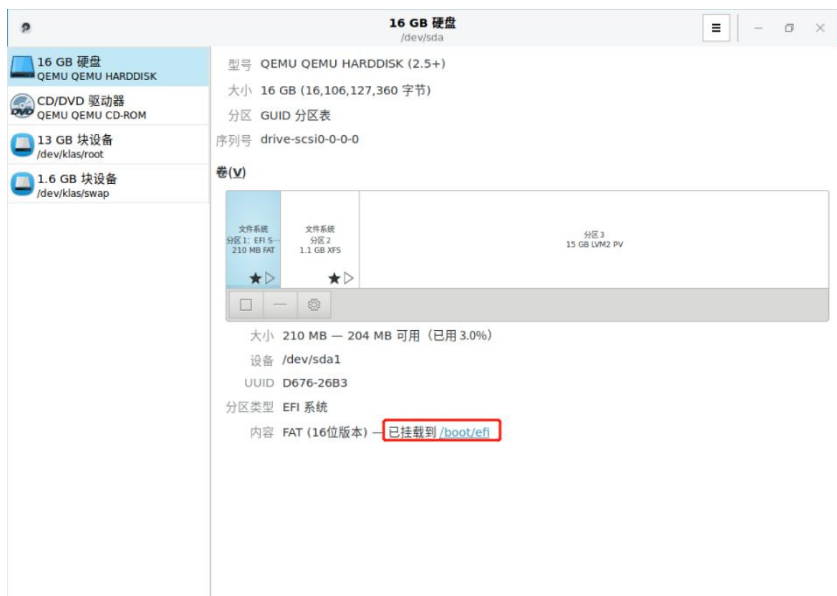 16 GB 硬盘
/dev/sda
16 GB 硬盘
QEMU QEMU HARDDISK
CD/DVD 驱动器
QEMU QEMU CD-ROM
13 GB 块设备
/dev/klas/root
1.6 GB 块设备
/dev/klas/swap
型号 QEMU QEMU HARDDISK (2.5+)
大小 16 GB (16,106,127,360 字节)
分区 GUID 分区表
序列号 drive-scsi0-0-0-0
卷(V)
文件系统
分区 1: EFI S…
210 MB FAT
文件系统
分区 2
1.1 GB XFS
分区 3
15 GB LVM2 PV
大小 210 MB — 204 MB 可用（已用 3.0%）
设备 /dev/sda1
UUID D676-26B3
分区类型 EFI 系统
内容 FAT (16位版本) — 已挂载到 /boot/efi
DVD